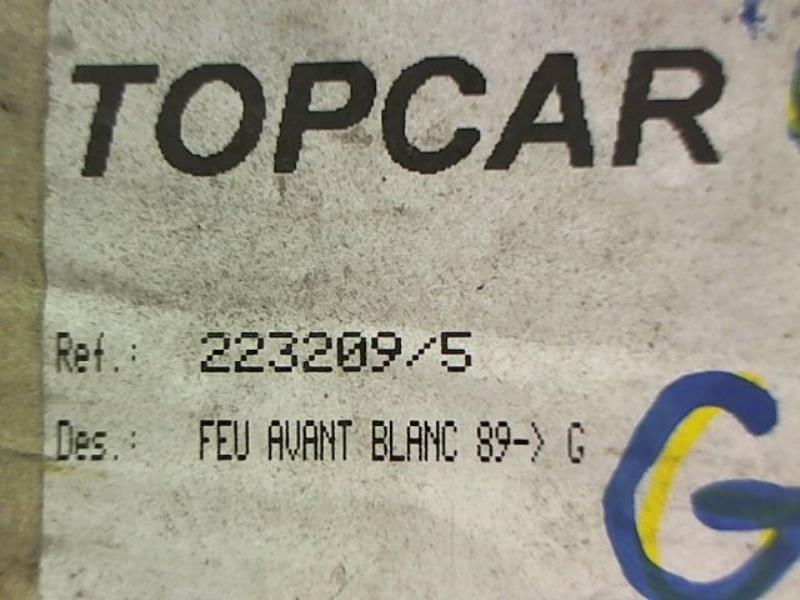 TOPCAR
Ref.: 223209/5
Des.: FEU AVANT BLANC 89-> G
G